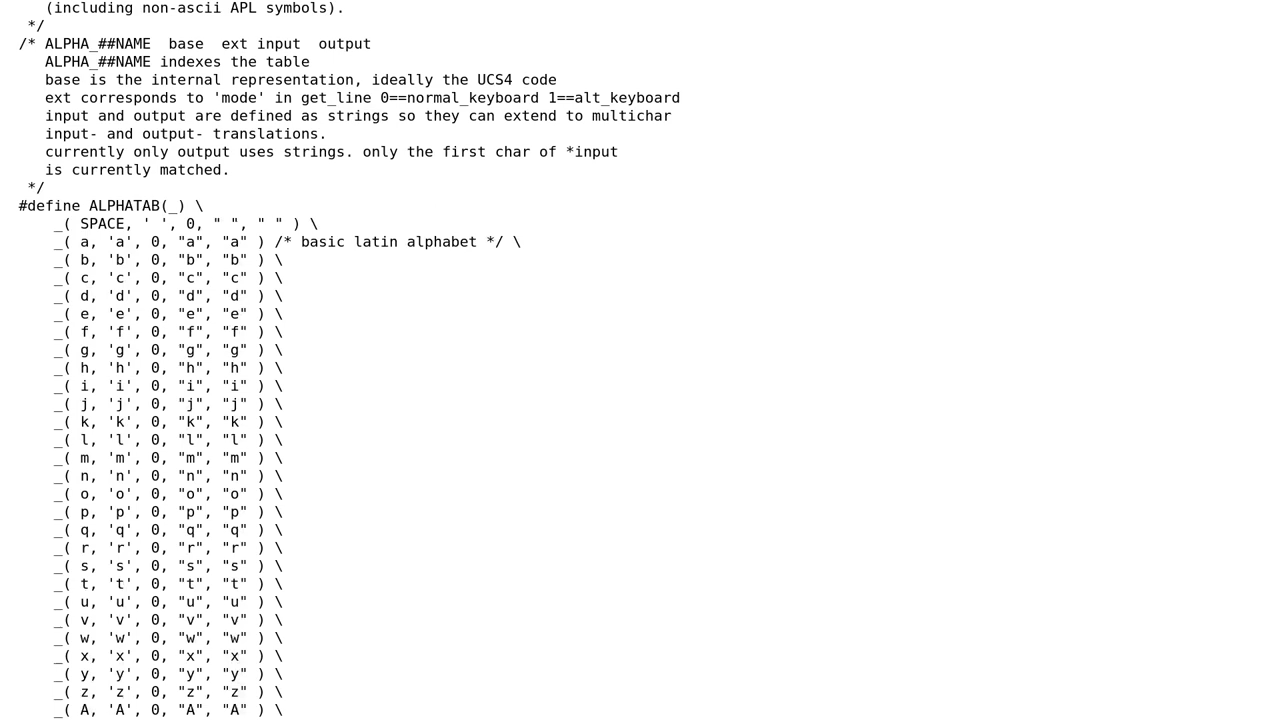 (including non-ascii APL symbols).
 */
/* ALPHA_##NAME  base  ext input  output
   ALPHA_##NAME indexes the table
   base is the internal representation, ideally the UCS4 code
   ext corresponds to 'mode' in get_line 0==normal_keyboard 1==alt_keyboard
   input and output are defined as strings so they can extend to multichar
   input- and output- translations.
   currently only output uses strings. only the first char of *input
   is currently matched.
 */
#define ALPHATAB(_) \
    _( SPACE, ' ', 0, " ", " " ) \
    _( a, 'a', 0, "a", "a" ) /* basic latin alphabet */ \
    _( b, 'b', 0, "b", "b" ) \
    _( c, 'c', 0, "c", "c" ) \
    _( d, 'd', 0, "d", "d" ) \
    _( e, 'e', 0, "e", "e" ) \
    _( f, 'f', 0, "f", "f" ) \
    _( g, 'g', 0, "g", "g" ) \
    _( h, 'h', 0, "h", "h" ) \
    _( i, 'i', 0, "i", "i" ) \
    _( j, 'j', 0, "j", "j" ) \
    _( k, 'k', 0, "k", "k" ) \
    _( l, 'l', 0, "l", "l" ) \
    _( m, 'm', 0, "m", "m" ) \
    _( n, 'n', 0, "n", "n" ) \
    _( o, 'o', 0, "o", "o" ) \
    _( p, 'p', 0, "p", "p" ) \
    _( q, 'q', 0, "q", "q" ) \
    _( r, 'r', 0, "r", "r" ) \
    _( s, 's', 0, "s", "s" ) \
    _( t, 't', 0, "t", "t" ) \
    _( u, 'u', 0, "u", "u" ) \
    _( v, 'v', 0, "v", "v" ) \
    _( w, 'w', 0, "w", "w" ) \
    _( x, 'x', 0, "x", "x" ) \
    _( y, 'y', 0, "y", "y" ) \
    _( z, 'z', 0, "z", "z" ) \
    _( A, 'A', 0, "A", "A" ) \